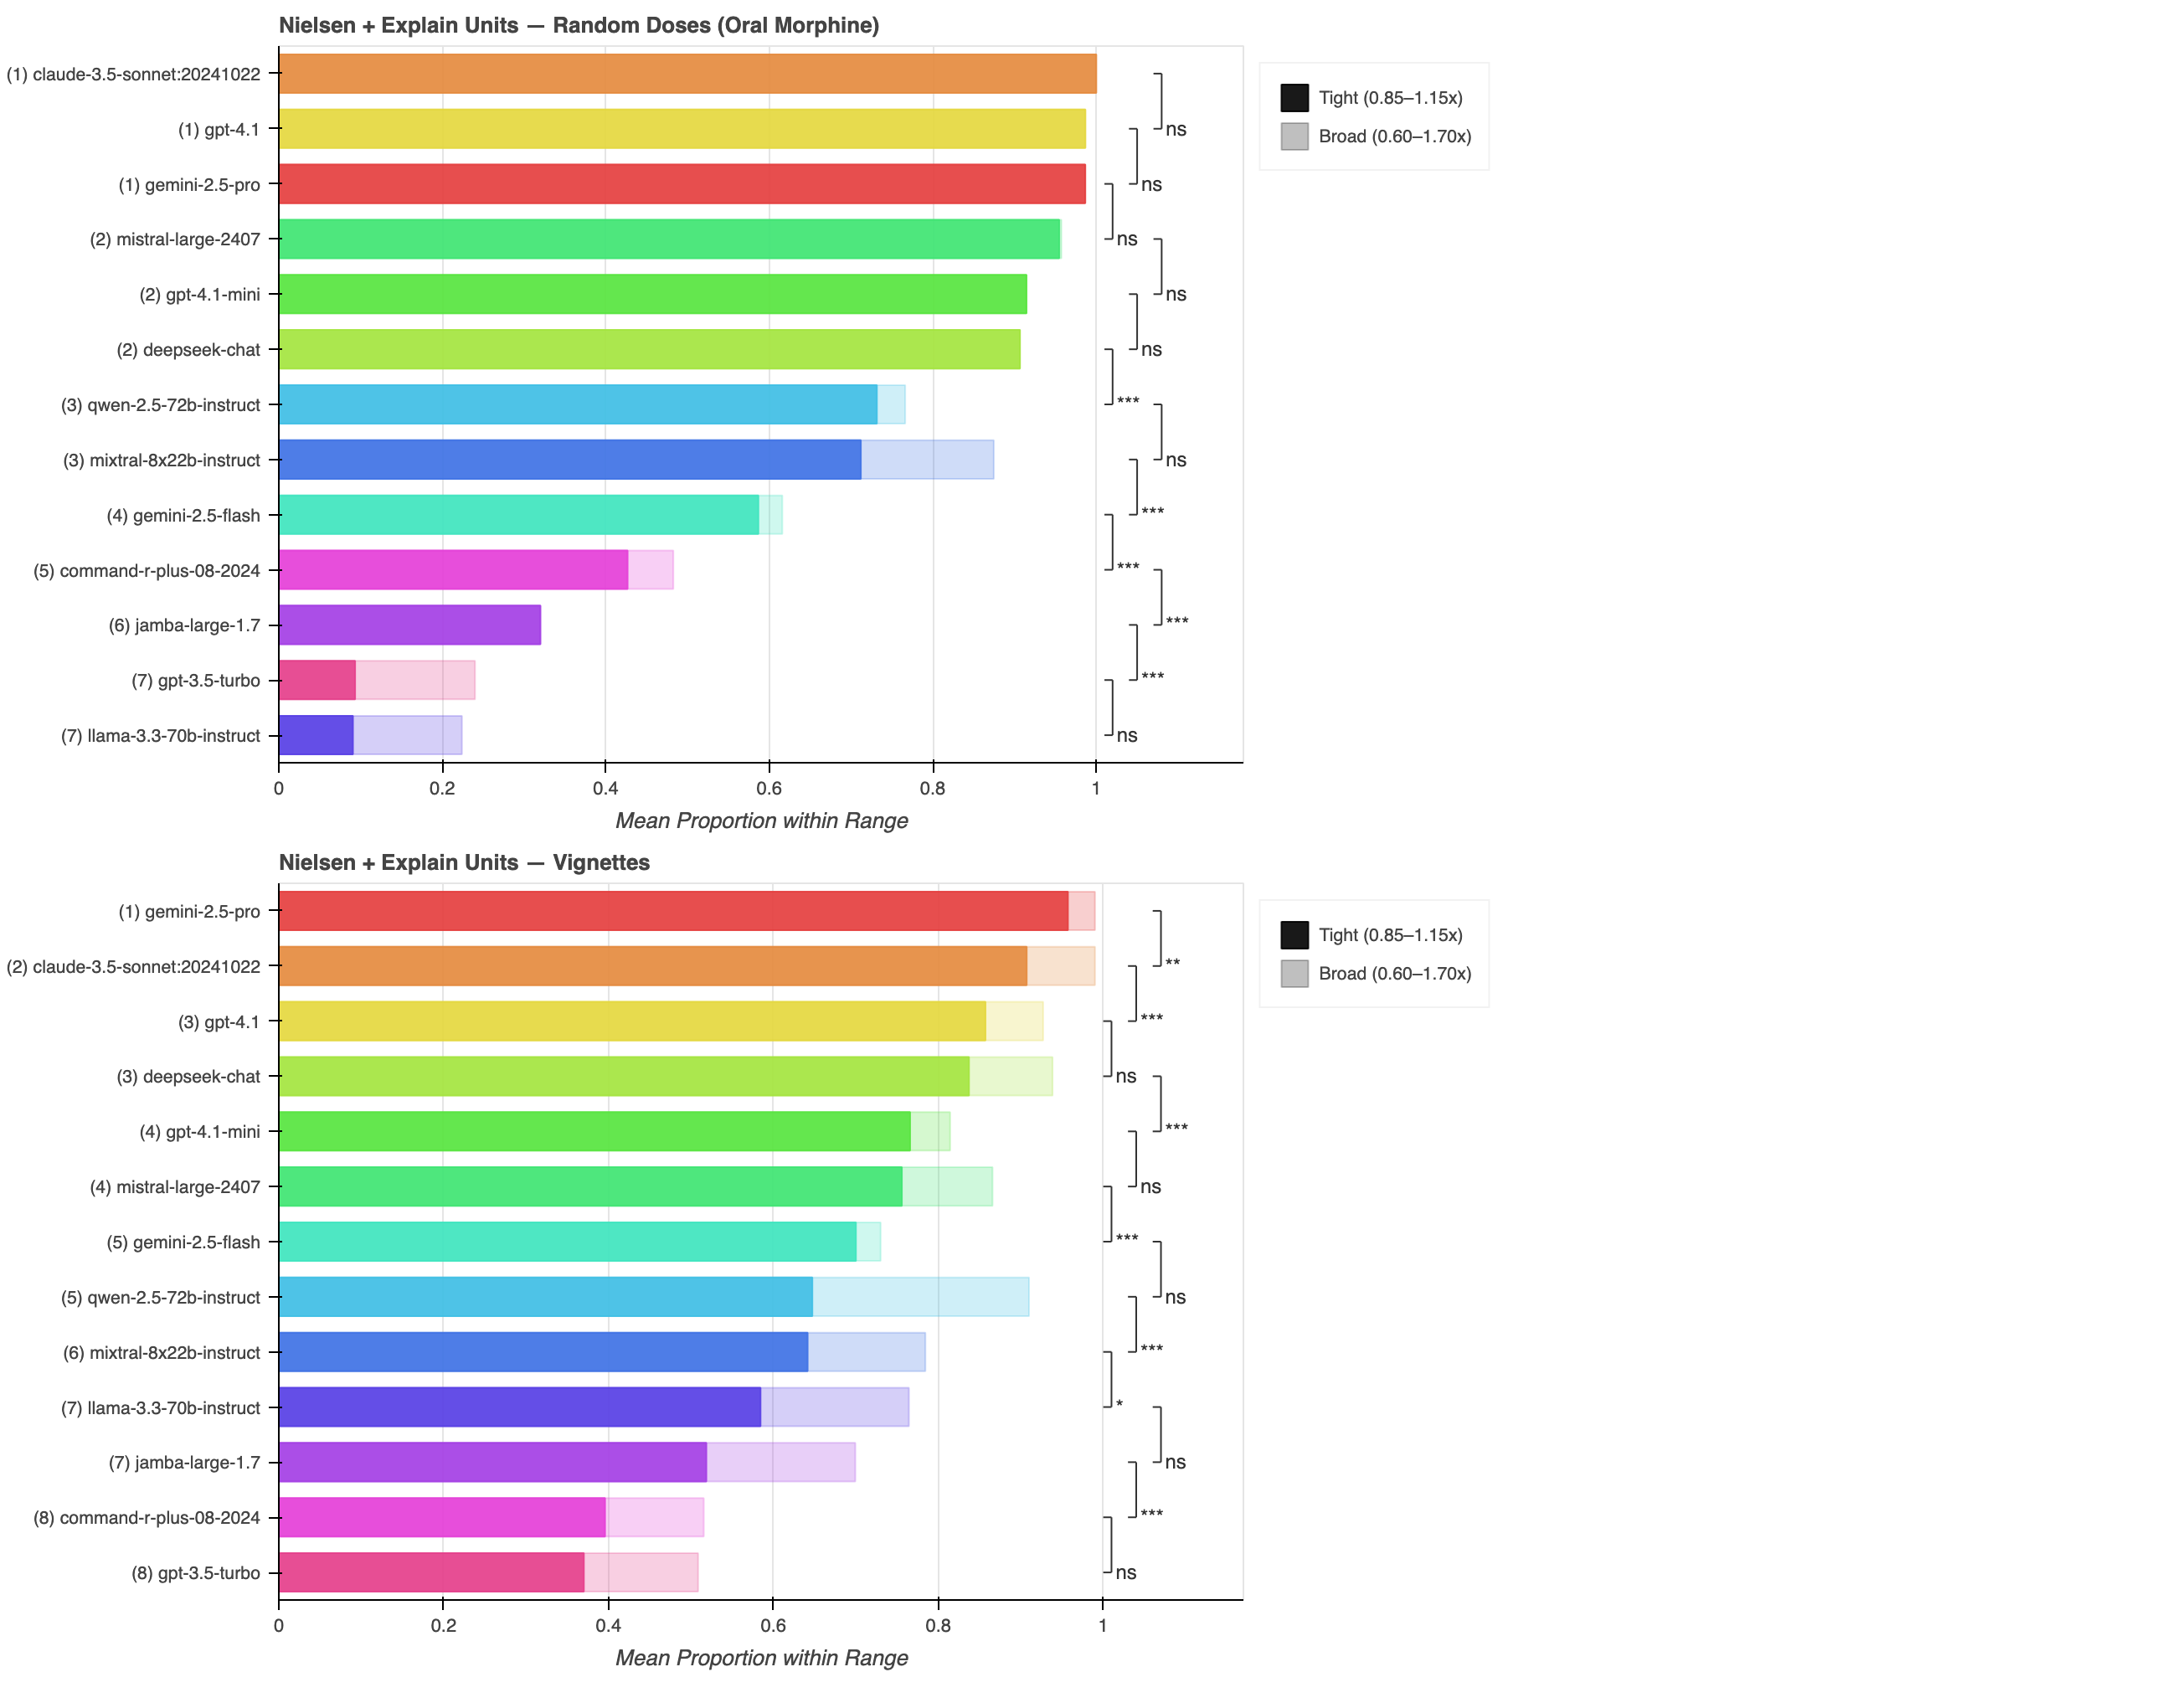 Nielsen + Explain Units — Random Doses (Oral Morphine)
(1) claude-3.5-sonnet:20241022
(1) gpt-4.1
(1) gemini-2.5-pro
(2) mistral-large-2407
(2) gpt-4.1-mini
(2) deepseek-chat
(3) qwen-2.5-72b-instruct
(3) mixtral-8x22b-instruct
(4) gemini-2.5-flash
(5) command-r-plus-08-2024
(6) jamba-large-1.7
(7) gpt-3.5-turbo
(7) llama-3.3-70b-instruct
ns
ns
ns
ns
ns
***
ns
***
***
***
***
ns
0 0.2 0.4 0.6 0.8 1
Mean Proportion within Range
Tight (0.85–1.15x)
Broad (0.60–1.70x)
Nielsen + Explain Units — Vignettes
(1) gemini-2.5-pro
(2) claude-3.5-sonnet:20241022
(3) gpt-4.1
(3) deepseek-chat
(4) gpt-4.1-mini
(4) mistral-large-2407
(5) gemini-2.5-flash
(5) qwen-2.5-72b-instruct
(6) mixtral-8x22b-instruct
(7) llama-3.3-70b-instruct
(7) jamba-large-1.7
(8) command-r-plus-08-2024
(8) gpt-3.5-turbo
**
***
ns
***
ns
***
ns
***
*
ns
***
ns
0 0.2 0.4 0.6 0.8 1
Mean Proportion within Range
Tight (0.85–1.15x)
Broad (0.60–1.70x)